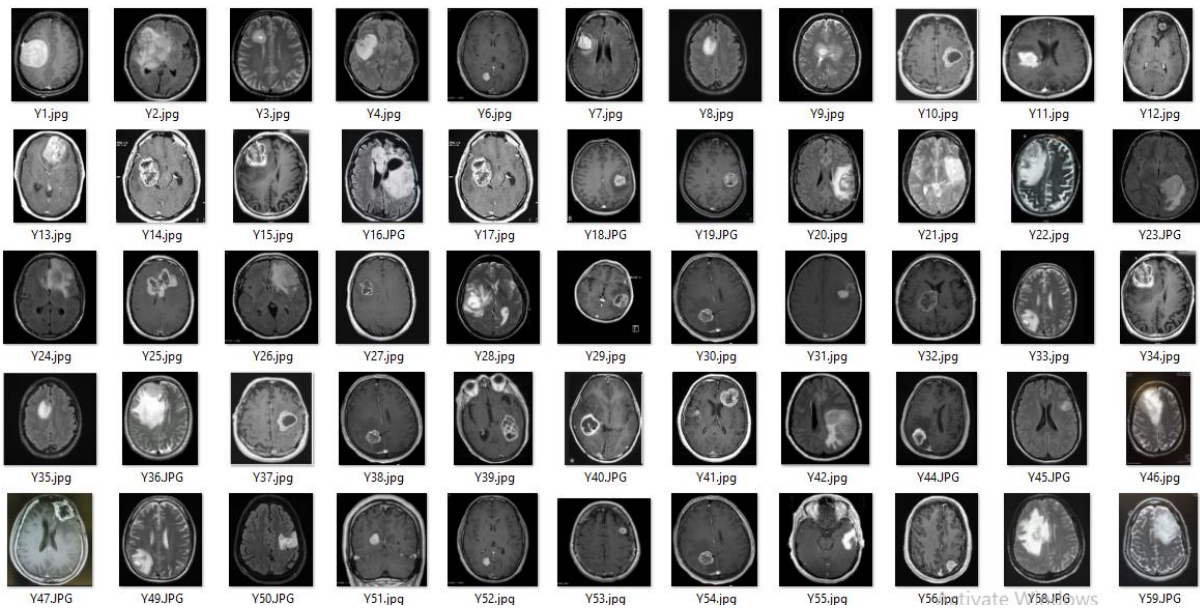 Y1.jpg Y2.jpg Y3.jpg Y4.jpg Y6.jpg Y7.jpg Y8.jpg Y9.jpg Y10.jpg Y11.jpg Y12.jpg
Y13.jpg Y14.jpg Y15.jpg Y16.JPG Y17.jpg Y18.JPG Y19.JPG Y20.jpg Y21.jpg Y22.jpg Y23.JPG
Y24.jpg Y25.jpg Y26.jpg Y27.jpg Y28.jpg Y29.jpg Y30.jpg Y31.jpg Y32.jpg Y33.jpg Y34.jpg
Y35.jpg Y36.JPG Y37.jpg Y38.jpg Y39.jpg Y40.JPG Y41.jpg Y42.jpg Y44.JPG Y45.JPG Y46.jpg
Y47.JPG Y49.JPG Y50.JPG Y51.jpg Y52.jpg Y53.jpg Y54.jpg Y55.jpg Y56.jpg Y58.JPG Y59.JPG
Activate Windows